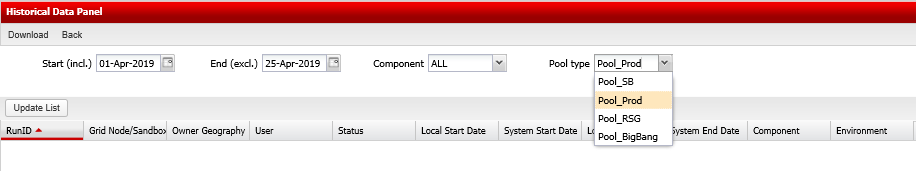 Historical Data Panel
Download Back
Start (incl.) 01-Apr-2019 End (excl.) 25-Apr-2019 Component ALL Pool type Pool_Prod
Pool_SB
Pool_Prod
Pool_RSG
Pool_BigBang
Update List
RunID Grid Node/Sandbox Owner Geography User Status Local Start Date System Start Date Lo System End Date Component Environment